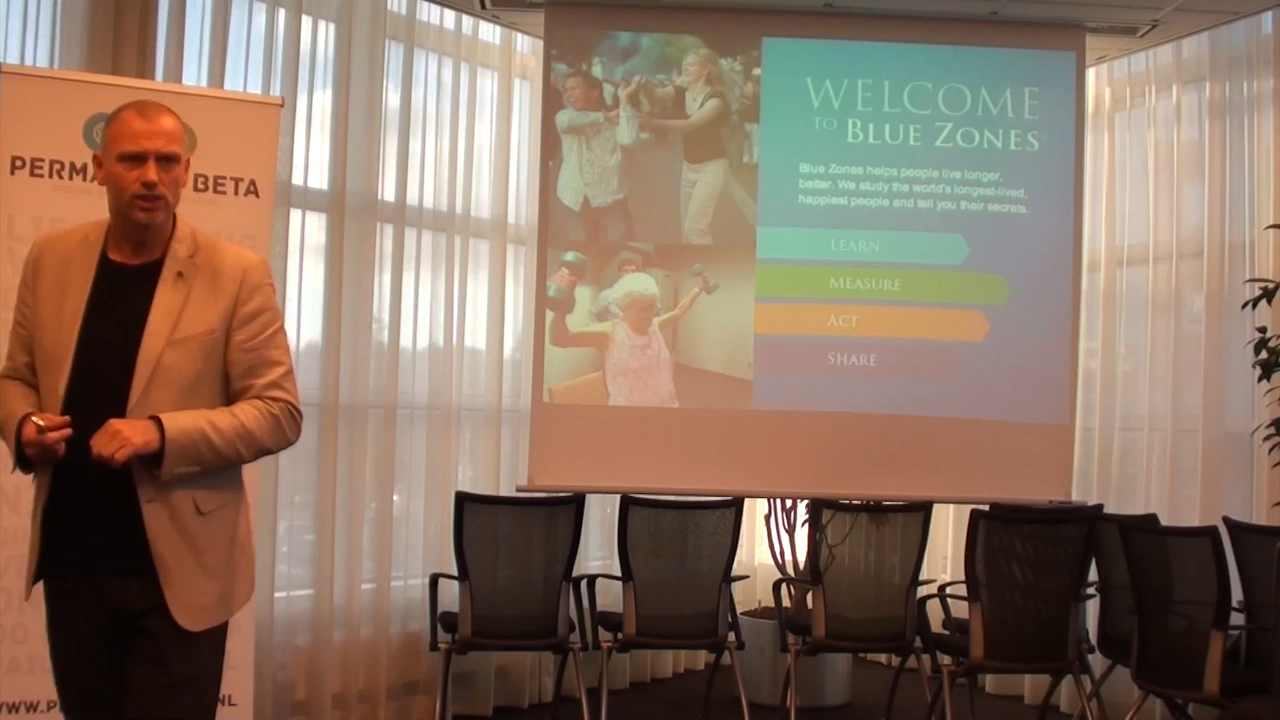 PERMA
BETA
WWW.P
NL
WELCOME
TO BLUE ZONES
Blue Zones helps people live longer,
better. We study the world's longest-lived,
happiest people and tell you their secrets.
LEARN
MEASURE
ACT
SHARE